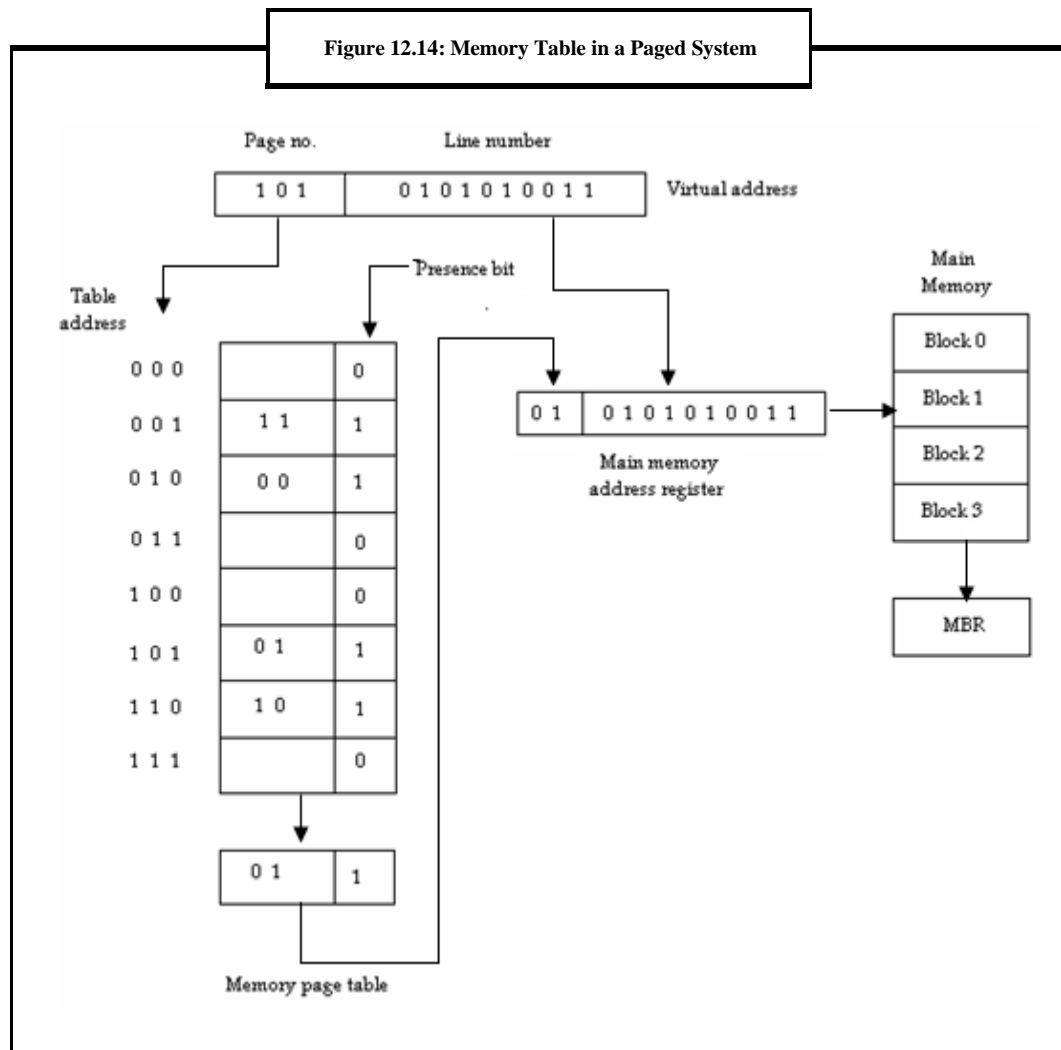 Figure 12.14: Memory Table in a Paged System
Page no. Line number
1 0 1 0 1 0 1 0 1 0 0 1 1 Virtual address
Presence bit
Table
address
Main
Memory
0 0 0 0
0 0 1 1 1 1
0 1 0 0 0 1
0 1 1 0
1 0 0 0
1 0 1 0 1 1
1 1 0 1 0 1
1 1 1 0
0 1 1
Memory page table
0 1 0 1 0 1 0 1 0 0 1 1
Main memory
address register
Block 0
Block 1
Block 2
Block 3
MBR